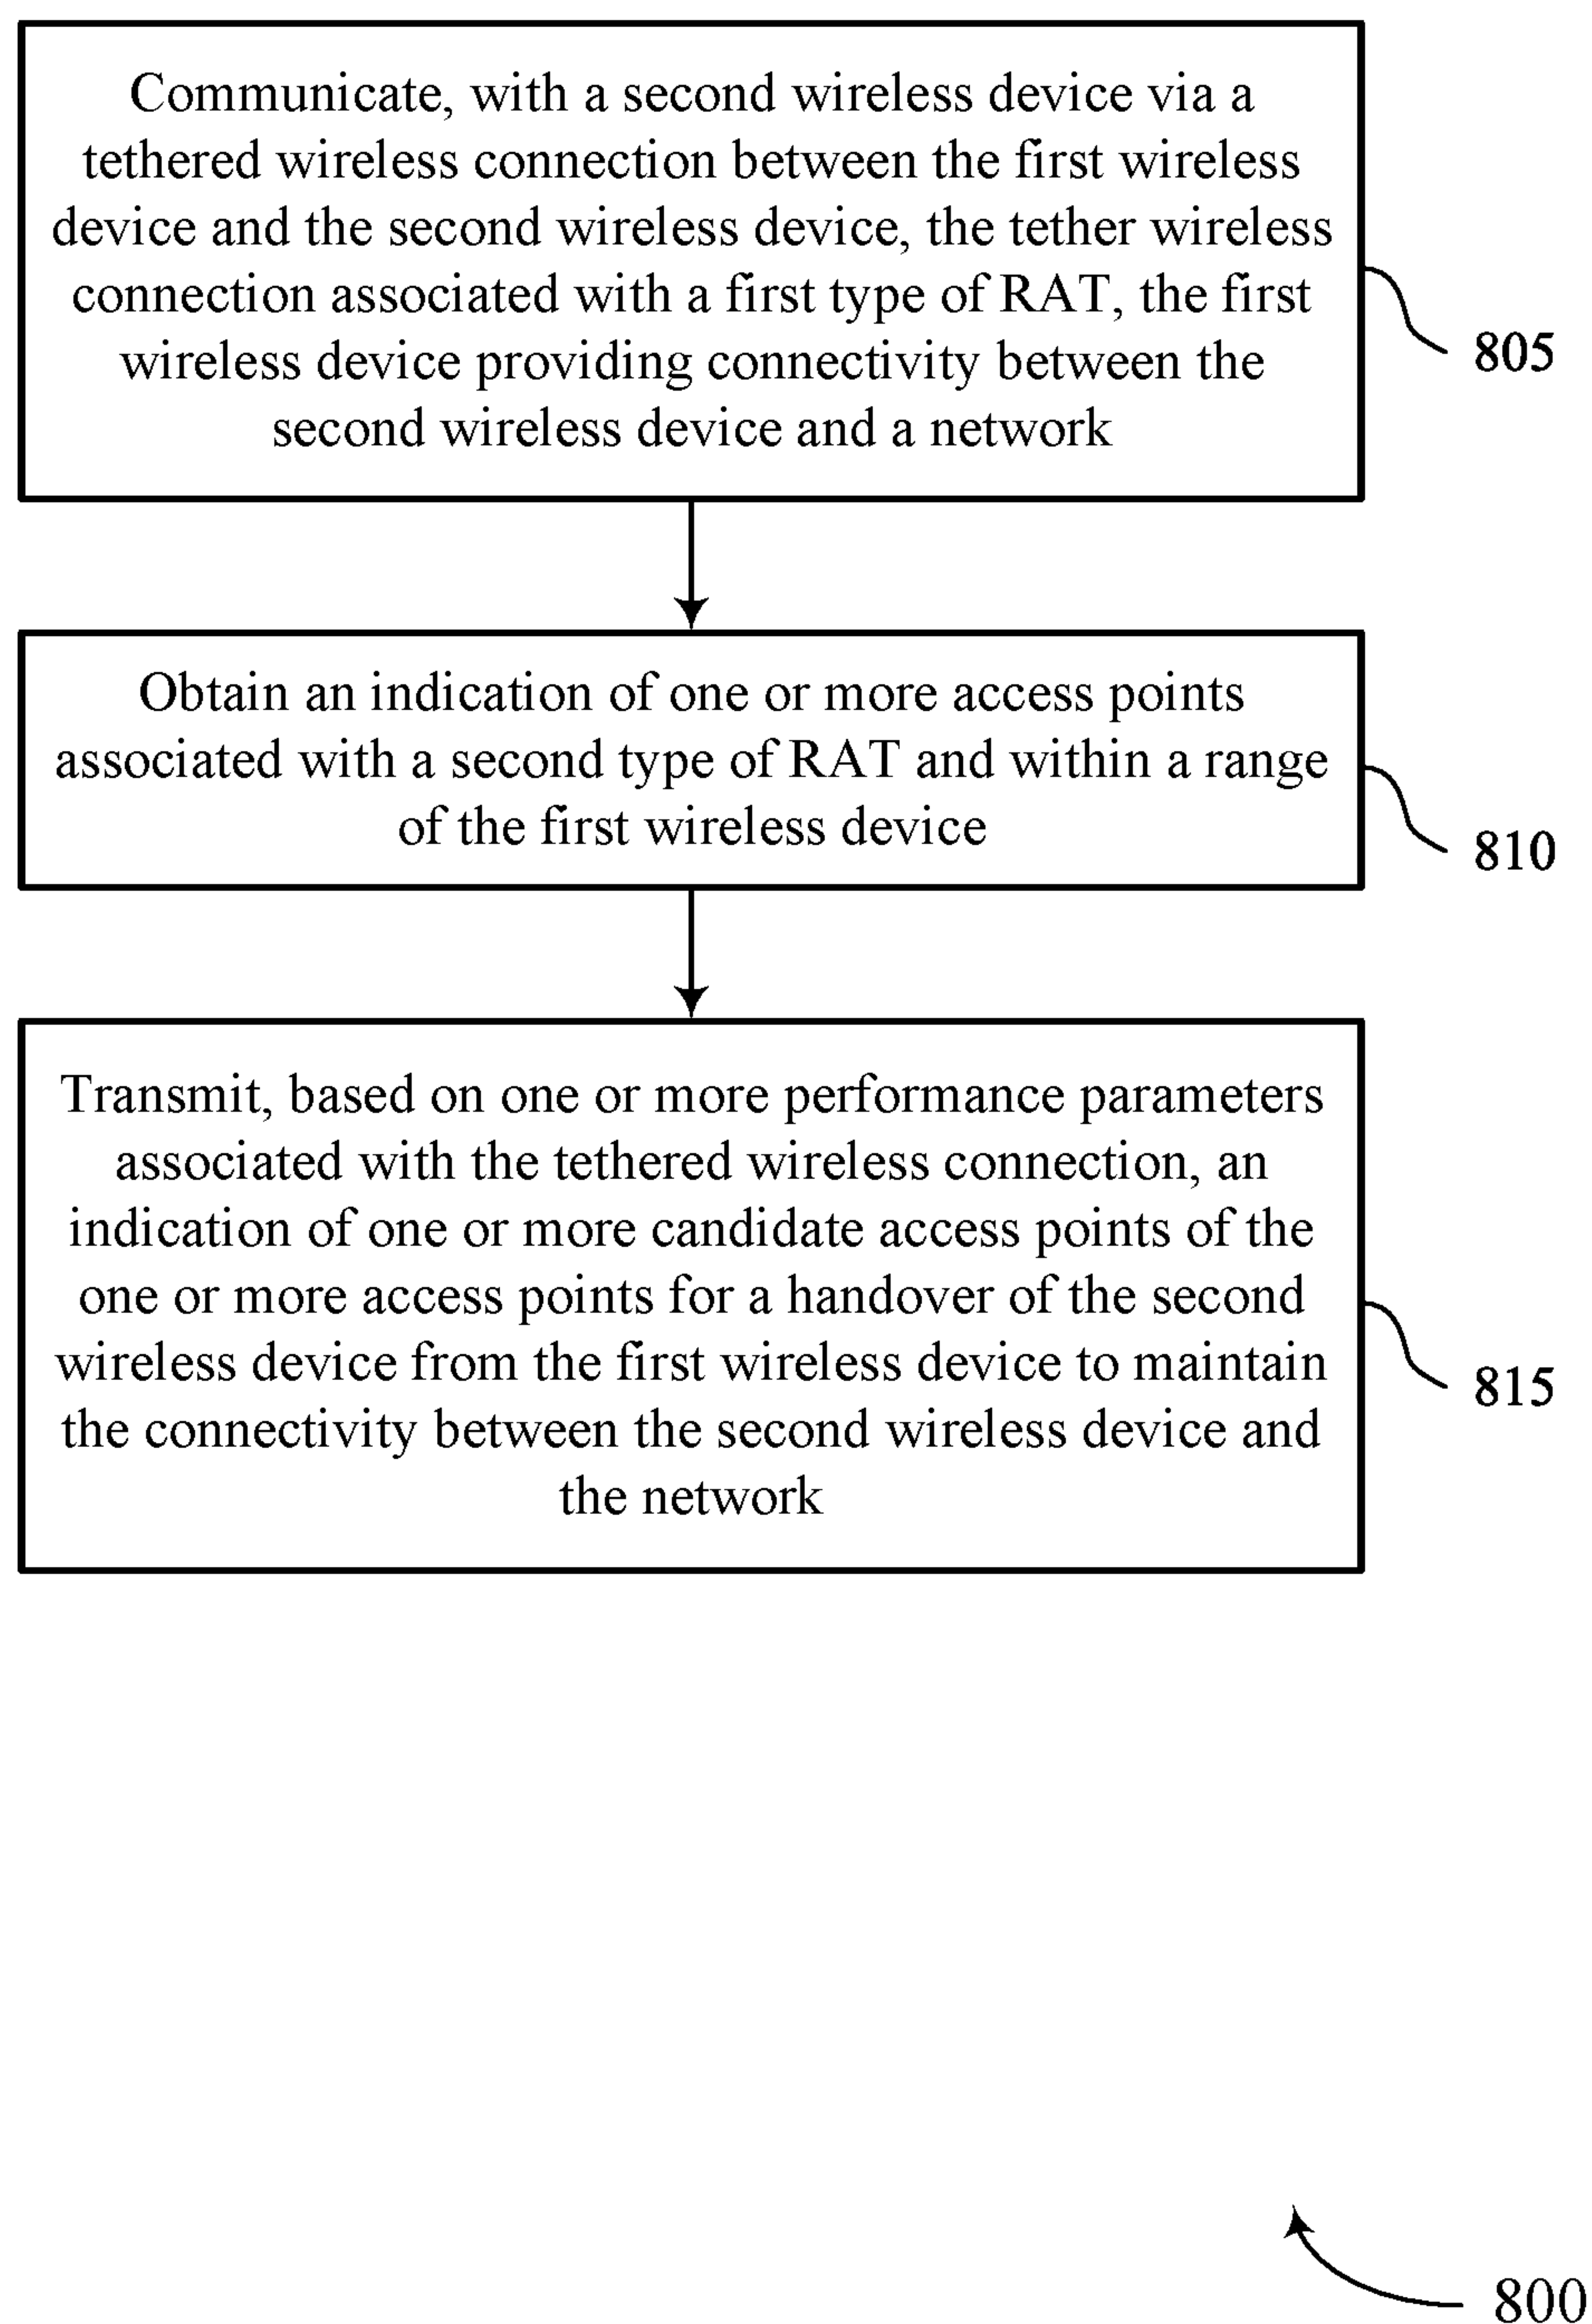 Communicate, with a second wireless device via a
tethered wireless connection between the first wireless
device and the second wireless device, the tether wireless
connection associated with a first type of RAT, the first
wireless device providing connectivity between the
second wireless device and a network
805
Obtain an indication of one or more access points
associated with a second type of RAT and within a range
of the first wireless device
810
Transmit, based on one or more performance parameters
associated with the tethered wireless connection, an
indication of one or more candidate access points of the
one or more access points for a handover of the second
wireless device from the first wireless device to maintain
the connectivity between the second wireless device and
the network
815
800